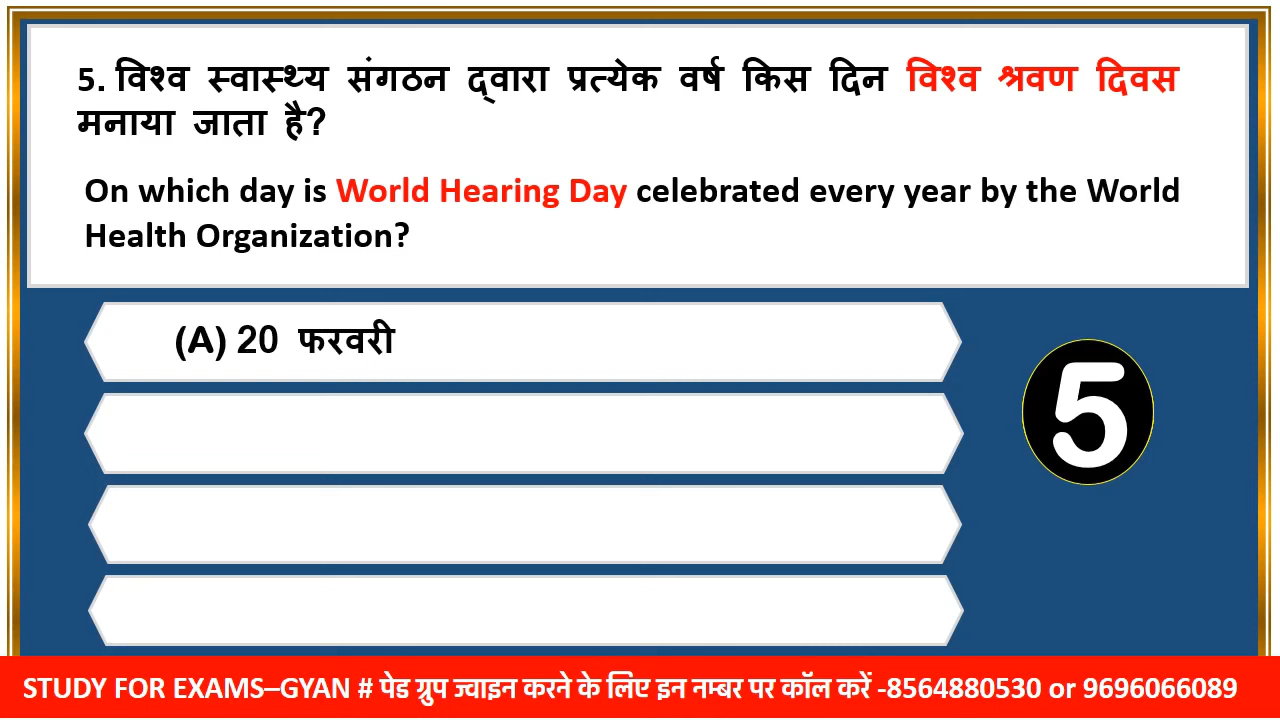 5. विश्व स्वास्थ्य संगठन द्वारा प्रत्येक वर्ष किस दिन विश्व श्रवण दिवस
मनाया जाता है?
On which day is World Hearing Day celebrated every year by the World
Health Organization?
(A) 20 फरवरी
5
STUDY FOR EXAMS–GYAN # पेड ग्रुप ज्वाइन करने के लिए इन नम्बर पर कॉल करें -8564880530 or 9696066089